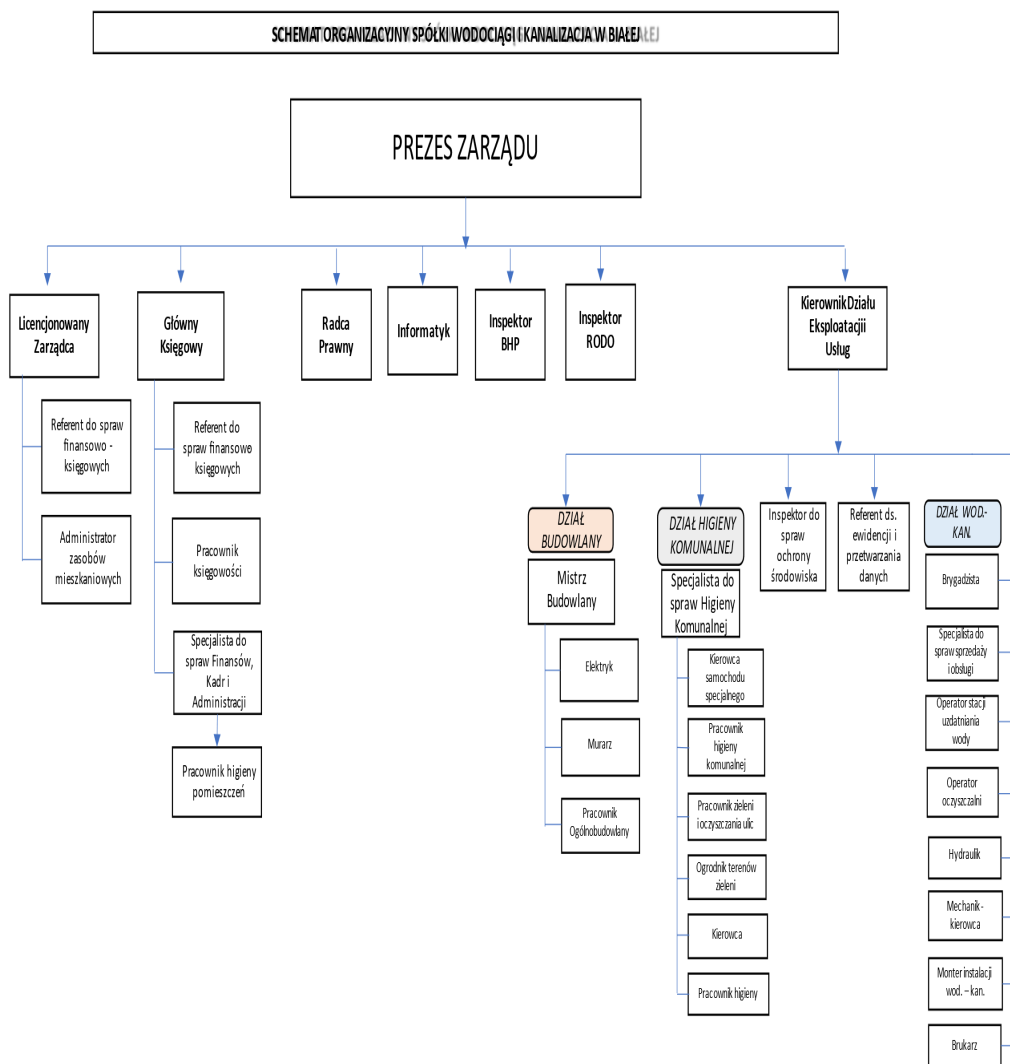 SCHEMAT ORGANIZACYJNY SPÓŁKI WODOCIĄGI I KANALIZACJA W BIAŁEJ
PREZES ZARZĄDU
Licencjonowany
Zarządca
Główny
Księgowy
Radca
Prawny
Informatyk
Inspektor
BHP
Inspektor
RODO
Kierownik Działu
Eksploatacji i
Usług
Referent do spraw
finansowo -
księgowych
Administrator
zasobów
mieszkaniowych
Referent do
spraw finansowo
księgowych
Pracownik
księgowości
Specjalista do
spraw Finansów,
Kadr i
Administracji
Pracownik higieny
pomieszczeń
DZIAŁ
BUDOWLANY
Mistrz
Budowlany
Elektryk
Murarz
Pracownik
Ogólnobudowlany
DZIAŁ HIGIENY
KOMUNALNEJ
Specjalista do
spraw Higieny
Komunalnej
Kierowca
samochodu
specjalnego
Pracownik
higieny
komunalnej
Pracownik zieleni
i oczyszczania ulic
Ogrodnik terenów
zieleni
Kierowca
Pracownik higieny
Inspektor do
spraw
ochrony
środowiska
Referent ds.
ewidencji i
przetwarzania
danych
DZIAŁ WOD.-
KAN.
Brygadzista
Specjalista do
spraw sprzedaży
i obsługi
Operator stacji
uzdatniania
wody
Operator
oczyszczalni
Hydraulik
Mechanik -
kierowca
Monter instalacji
wod. – kan.
Brukarz